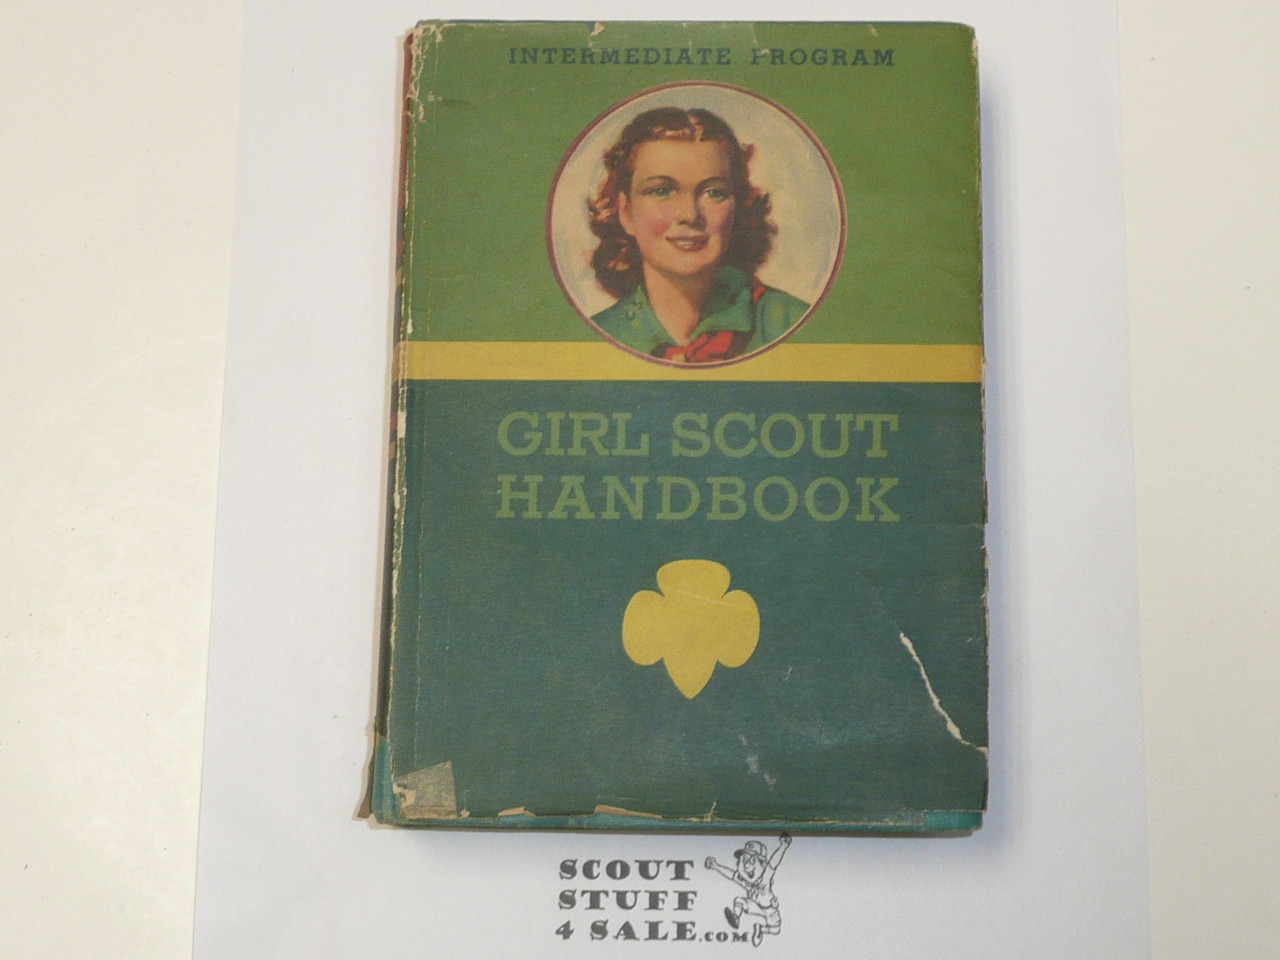 INTERMEDIATE PROGRAM
GIRL SCOUT
HANDBOOK
SCOUT
STUFF
4 SALE.COM